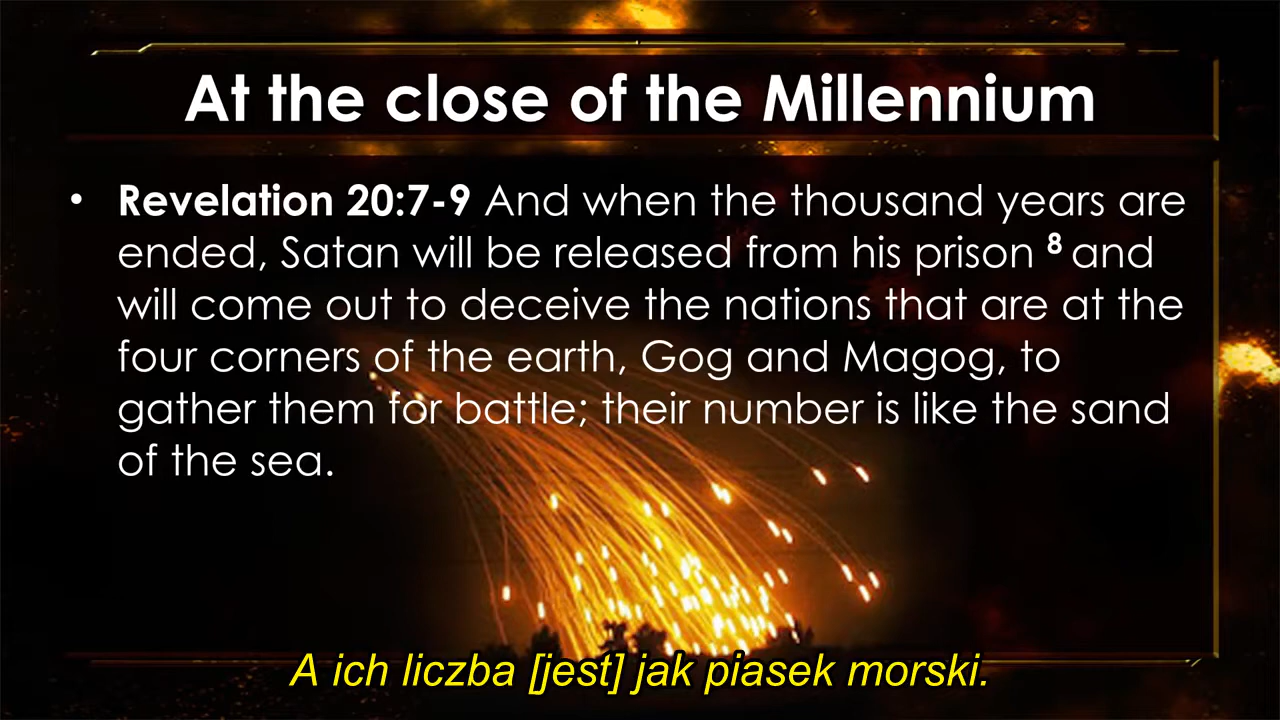 At the close of the Millennium
• Revelation 20:7-9 And when the thousand years are
ended, Satan will be released from his prison 8 and
will come out to deceive the nations that are at the
four corners of the earth, Gog and Magog, to
gather them for battle; their number is like the sand
of the sea.
A ich liczba [jest] jak piasek morski.